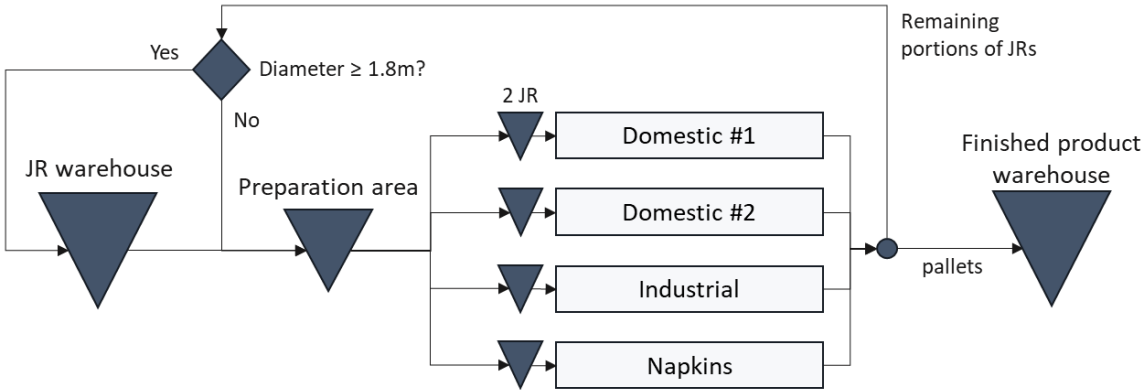 Remaining
portions of JRs
Yes
Diameter ≥ 1.8m?
No
2 JR
Domestic #1
JR warehouse
Preparation area
Domestic #2
Finished product
warehouse
pallets
Industrial
Napkins